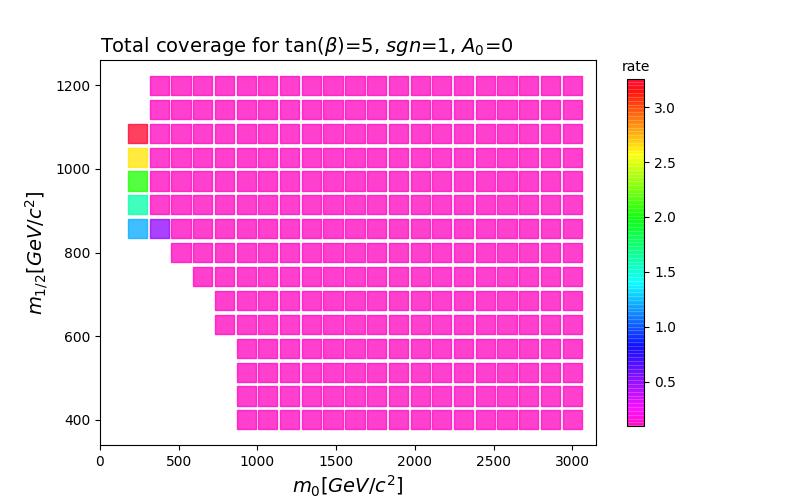 Total coverage for tan(β)=5, sgn=1, A₀=0
rate
1200
1000
800
600
400
m₁/₂[GeV/c²]
0 500 1000 1500 2000 2500 3000
m₀[GeV/c²]
3.0
2.5
2.0
1.5
1.0
0.5